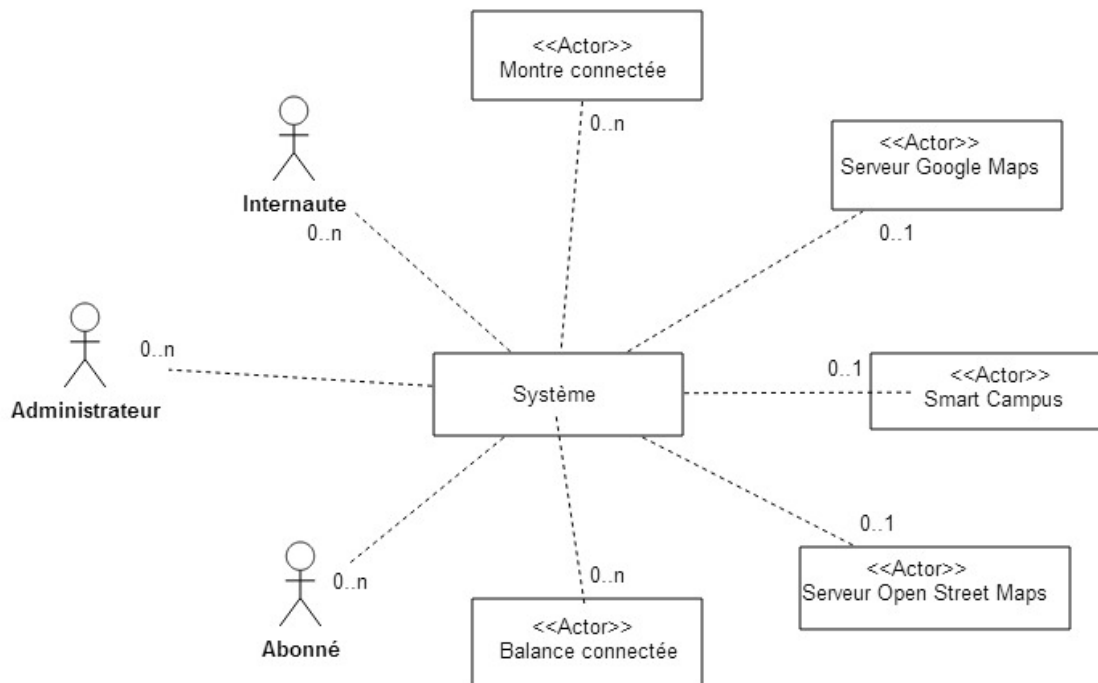 <<Actor>>
Montre connectée
0..n
<<Actor>>
Serveur Google Maps
0..1
Internaute
0..n
Administrateur
0..n
Système
0..1
<<Actor>>
Smart Campus
0..1
<<Actor>>
Serveur Open Street Maps
Abonné
0..n
0..n
<<Actor>>
Balance connectée